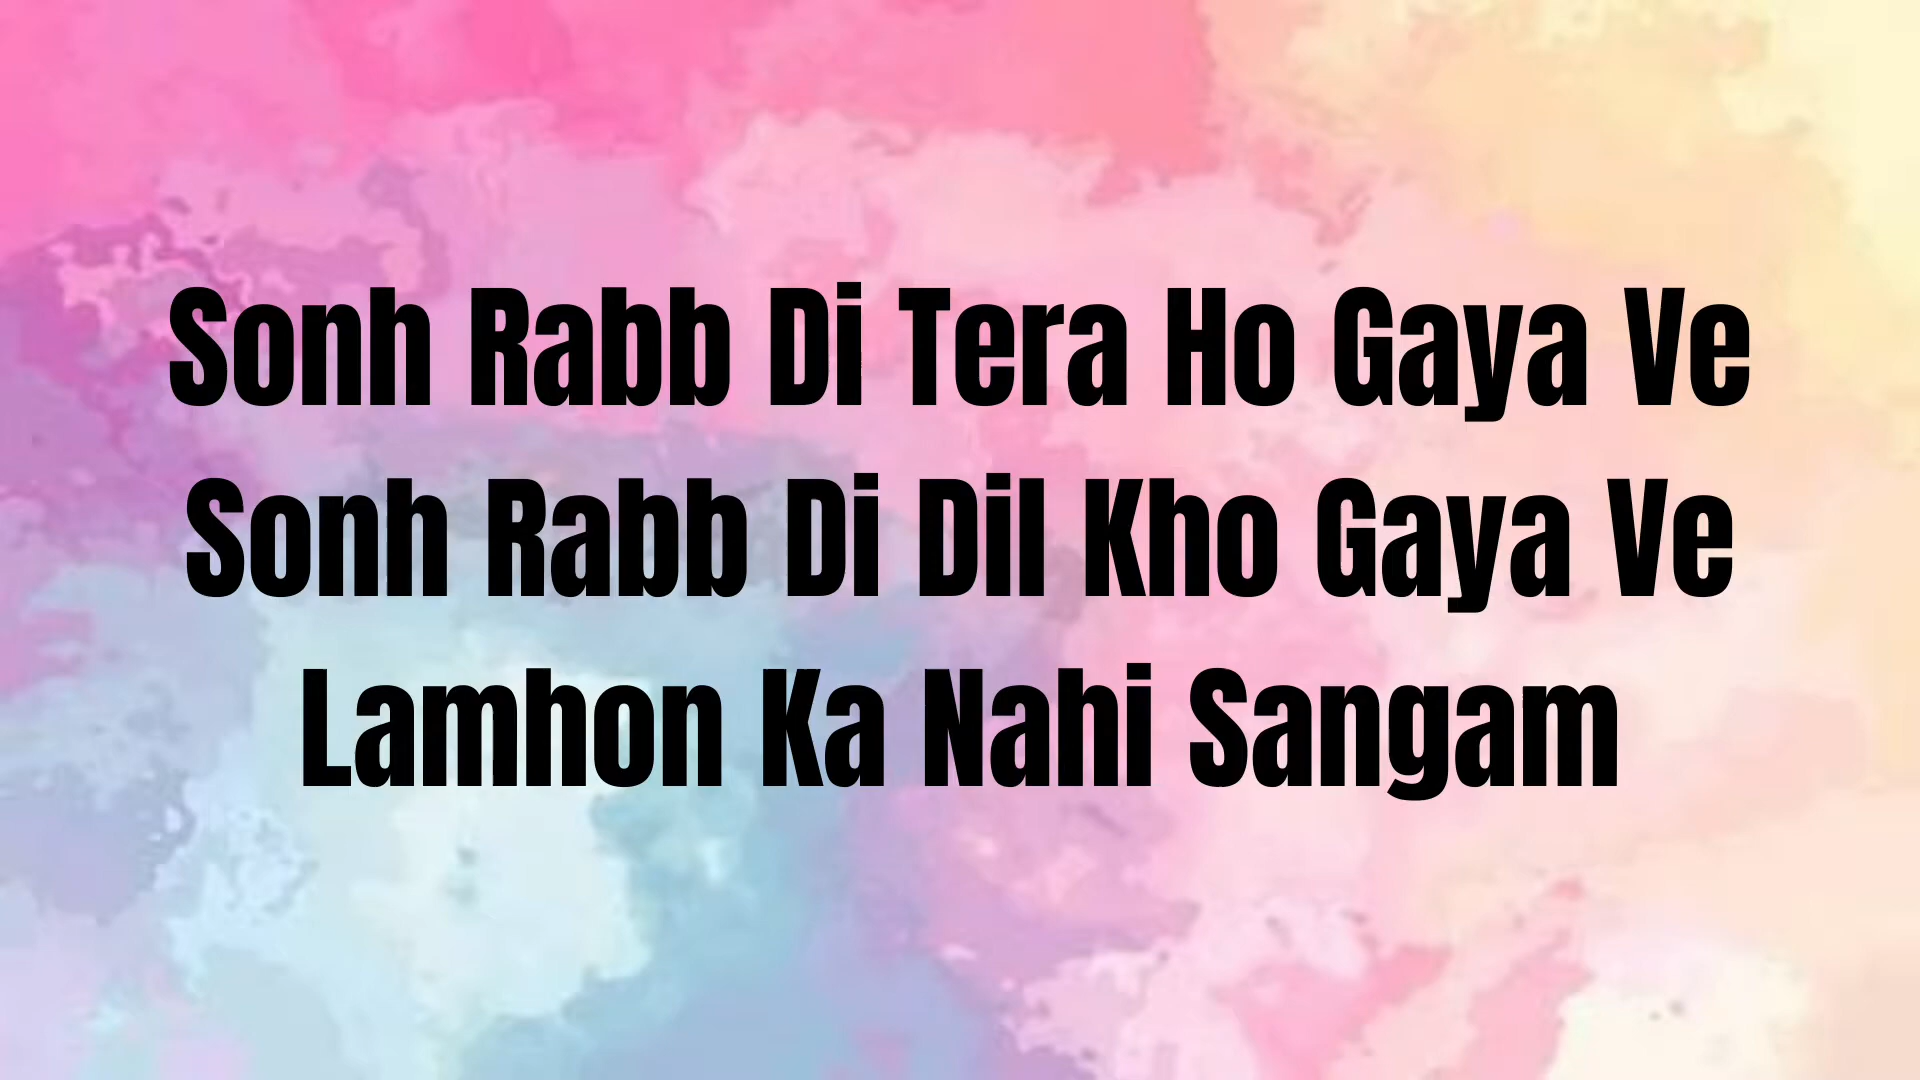 Sonh Rabb Di Tera Ho Gaya Ve
Sonh Rabb Di Dil Kho Gaya Ve
Lamhon Ka Nahi Sangam